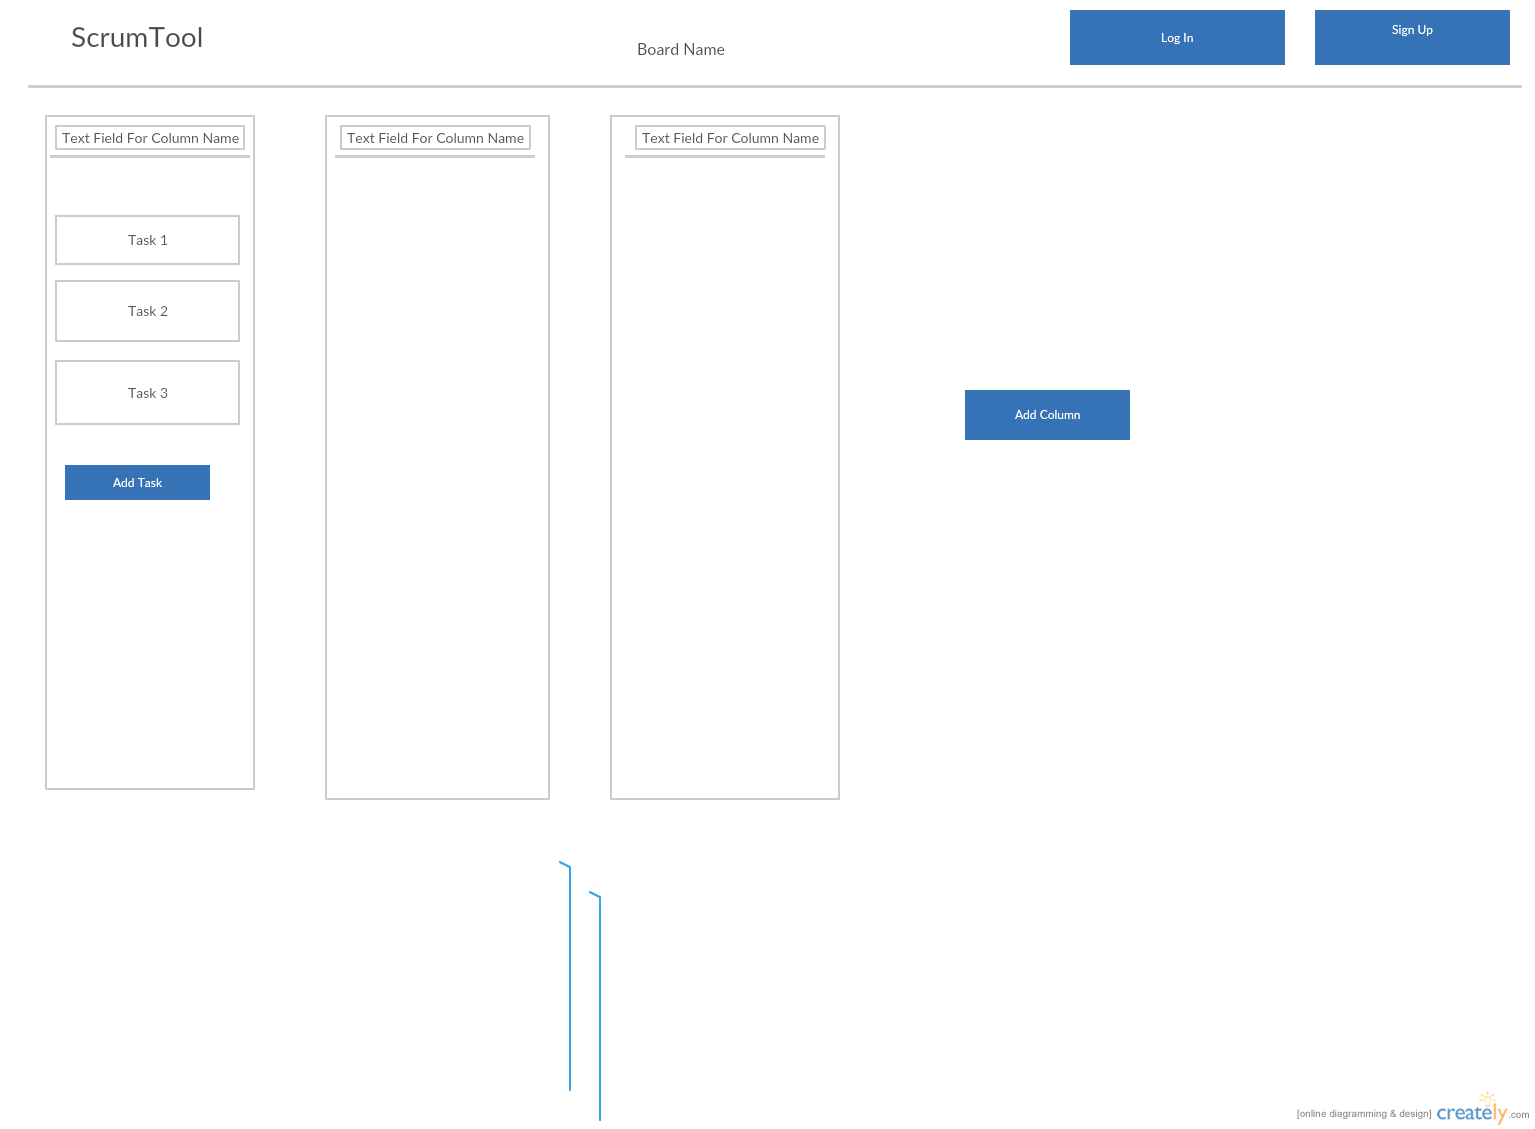 ScrumTool
Board Name
Log In
Sign Up
Text Field For Column Name
Text Field For Column Name
Text Field For Column Name
Task 1
Task 2
Task 3
Add Task
Add Column
[online diagramming & design] creately.com